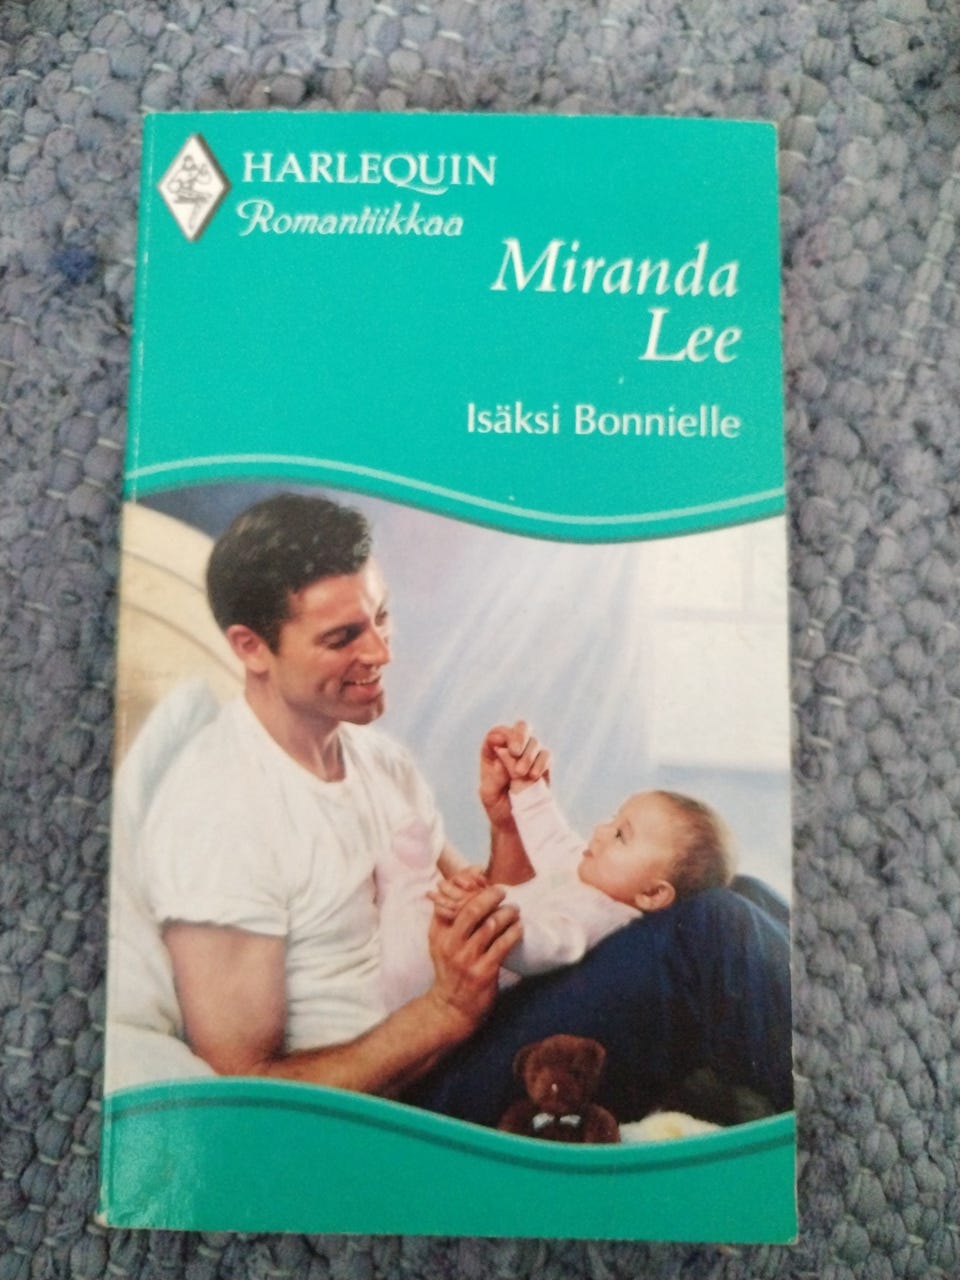 HARLEQUIN
Romantiikkaa
Miranda
Lee
Isäksi Bonnielle